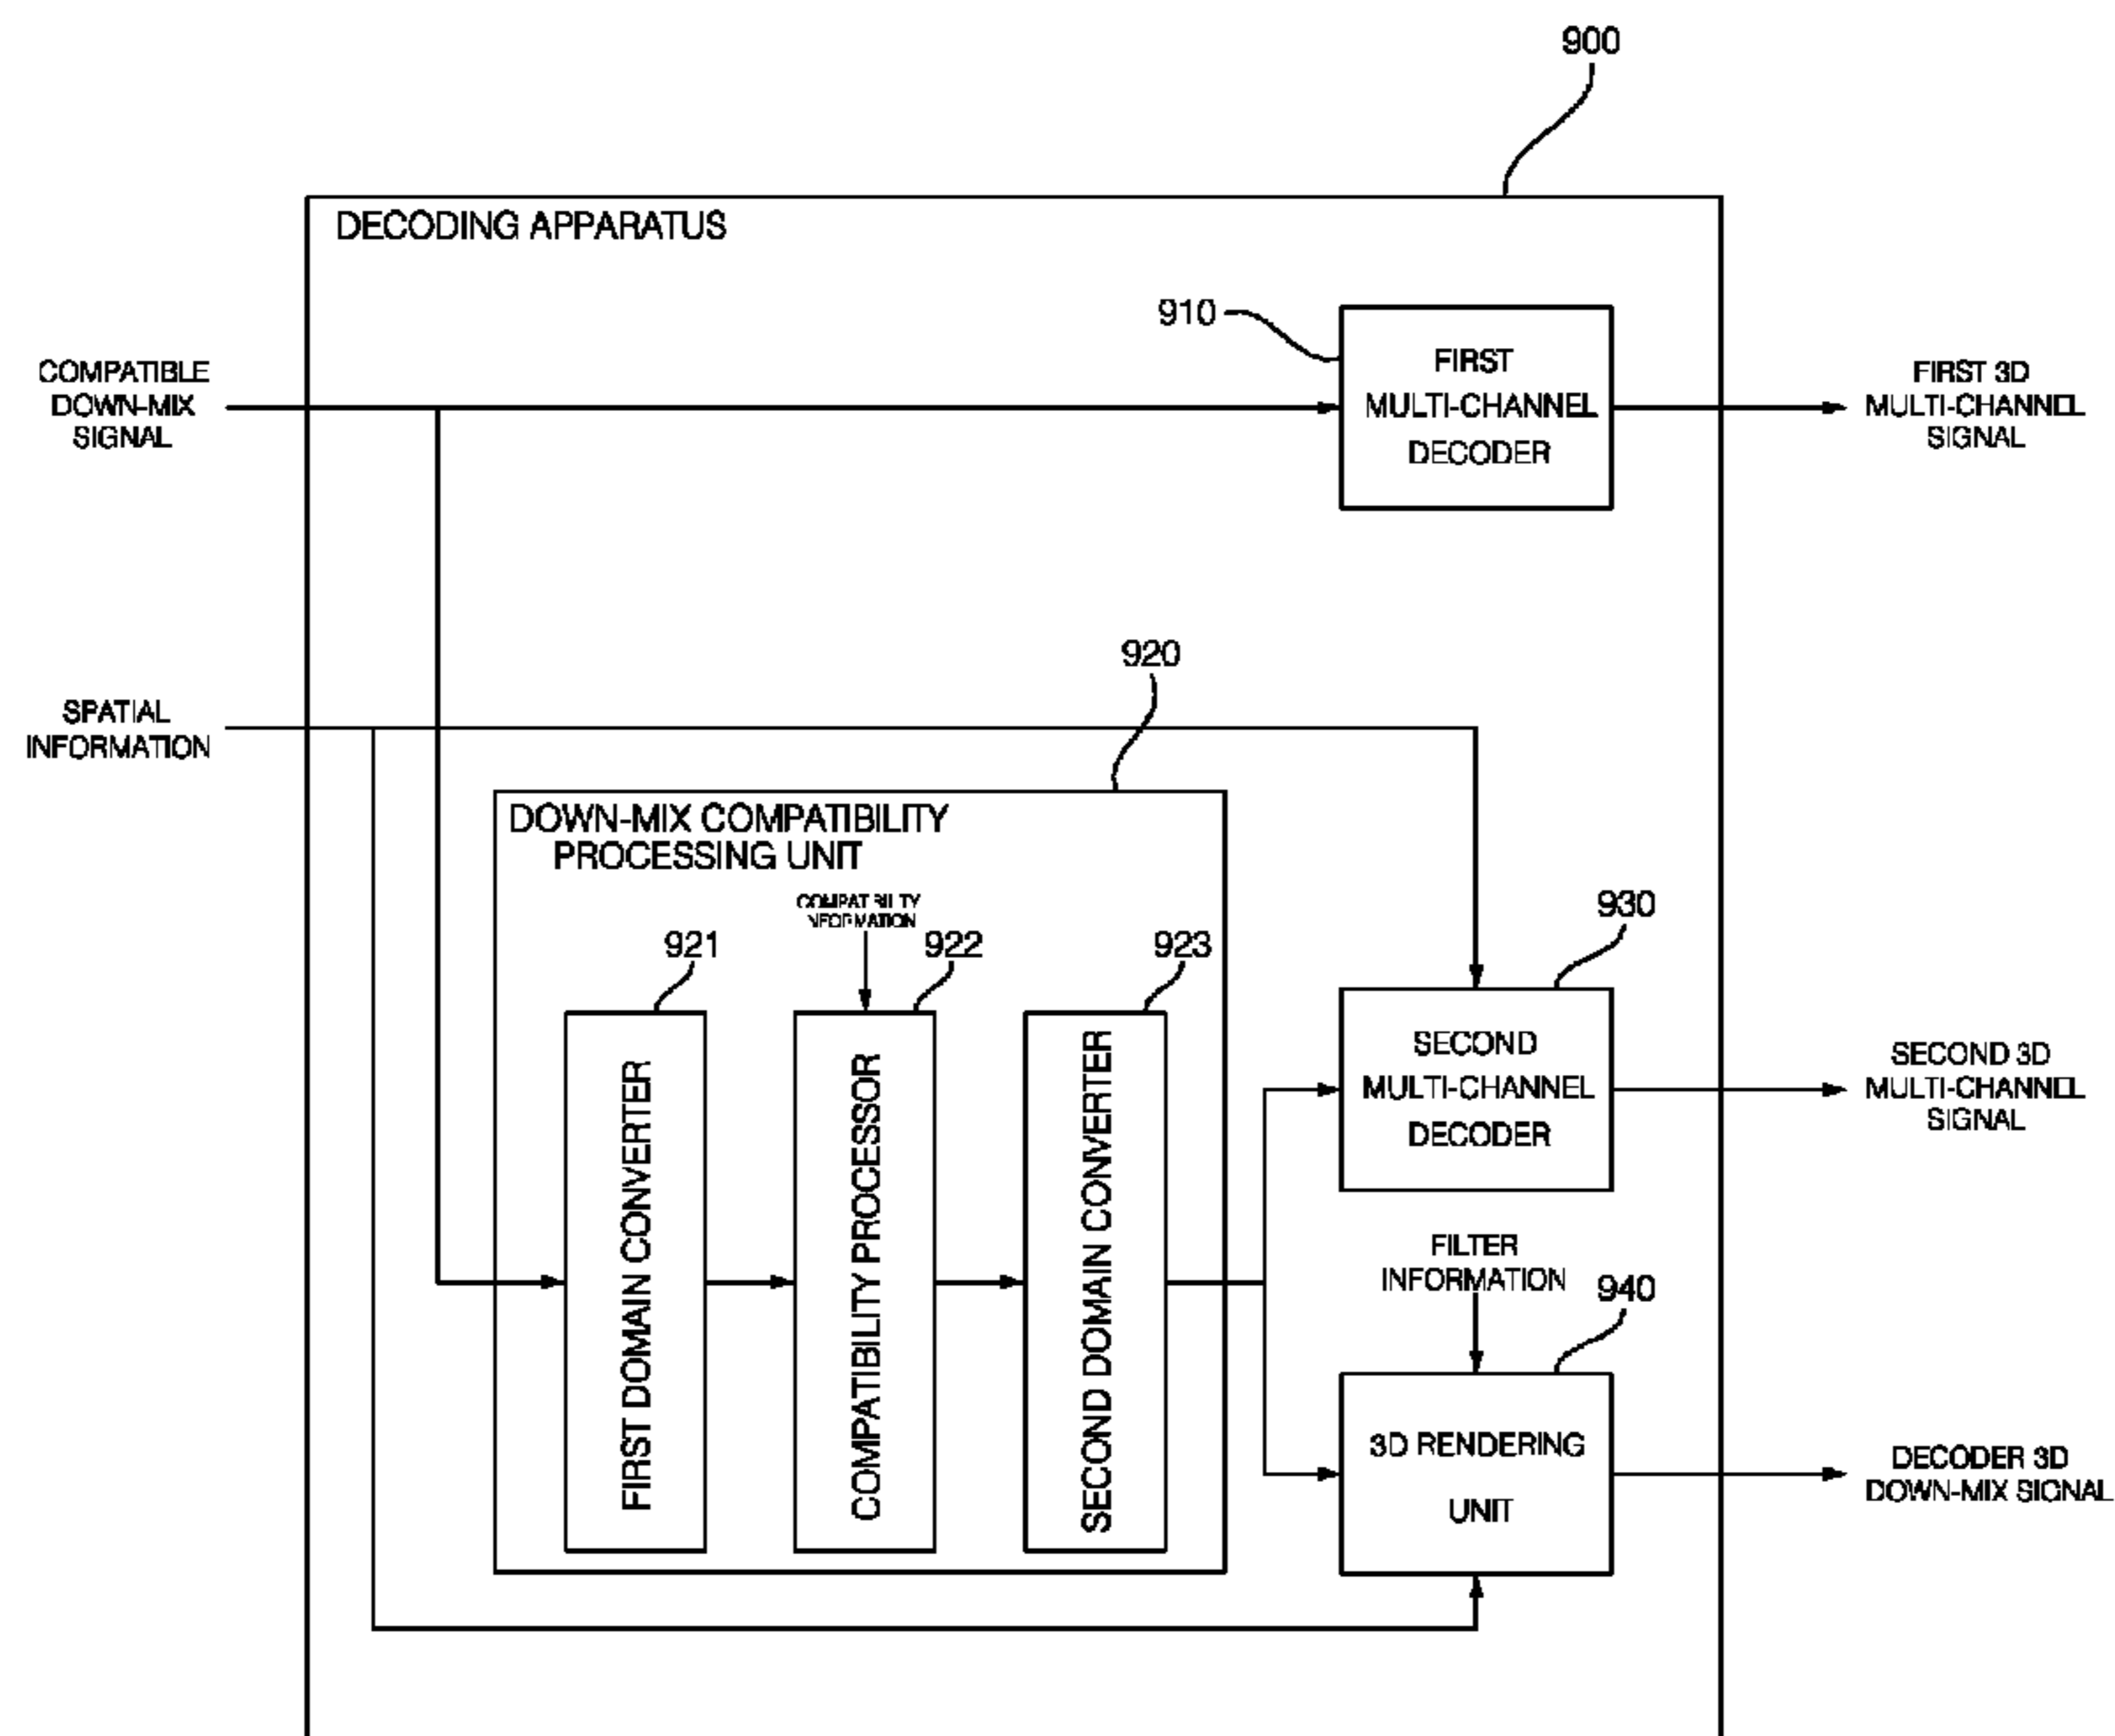 900
DECODING APPARATUS
910
FIRST
MULTI-CHANNEL
DECODER
COMPATIBLE
DOWN-MIX
SIGNAL
FIRST 3D
MULTI-CHANNEL
SIGNAL
920
SPATIAL
INFORMATION
DOWN-MIX COMPATIBILITY
PROCESSING UNIT
COMPATIBILITY
INFORMATION
921
922
923
930
FIRST DOMAIN CONVERTER
COMPATIBILITY PROCESSOR
SECOND DOMAIN CONVERTER
SECOND
MULTI-CHANNEL
DECODER
SECOND 3D
MULTI-CHANNEL
SIGNAL
FILTER
INFORMATION
940
3D RENDERING
UNIT
DECODER 3D
DOWN-MIX SIGNAL